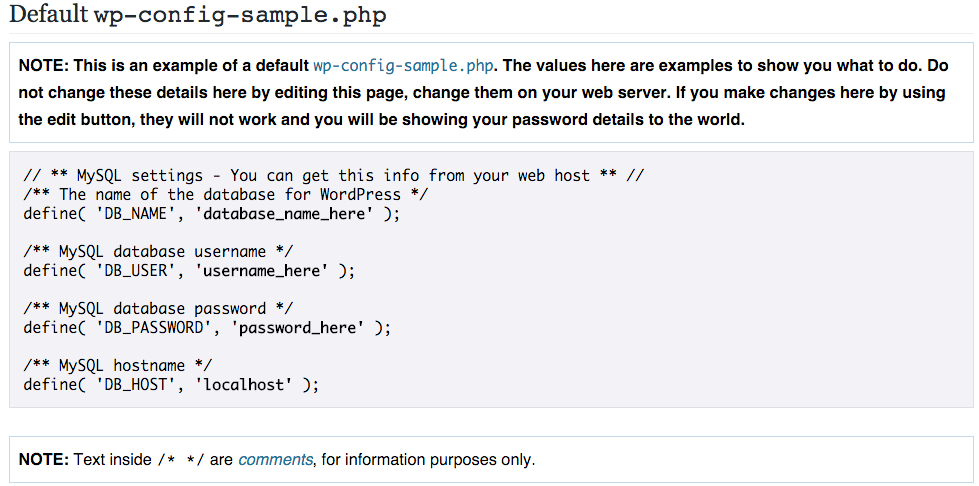 Default wp-config-sample.php
NOTE: This is an example of a default wp-config-sample.php. The values here are examples to show you what to do. Do
not change these details here by editing this page, change them on your web server. If you make changes here by using
the edit button, they will not work and you will be showing your password details to the world.
// ** MySQL settings - You can get this info from your web host ** //
/** The name of the database for WordPress */
define( 'DB_NAME', 'database_name_here' );
/** MySQL database username */
define( 'DB_USER', 'username_here' );
/** MySQL database password */
define( 'DB_PASSWORD', 'password_here' );
/** MySQL hostname */
define( 'DB_HOST', 'localhost' );
NOTE: Text inside /* */ are comments, for information purposes only.